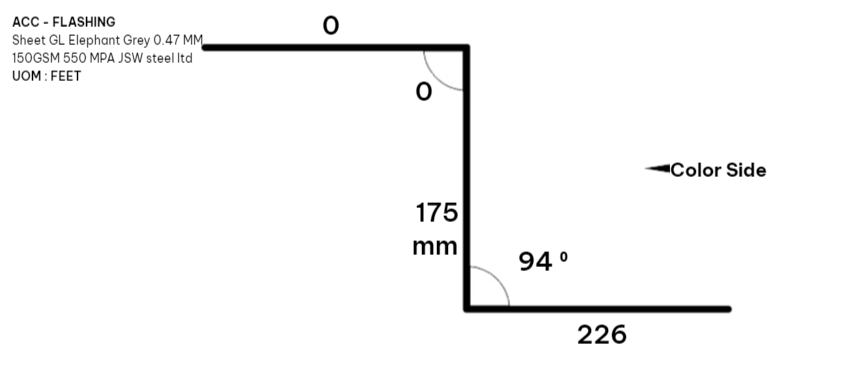 ACC - FLASHING
Sheet GL Elephant Grey 0.47 MM
150GSM 550 MPA JSW steel ltd
UOM : FEET
0
0
Color Side
175
mm
94 ⁰
226